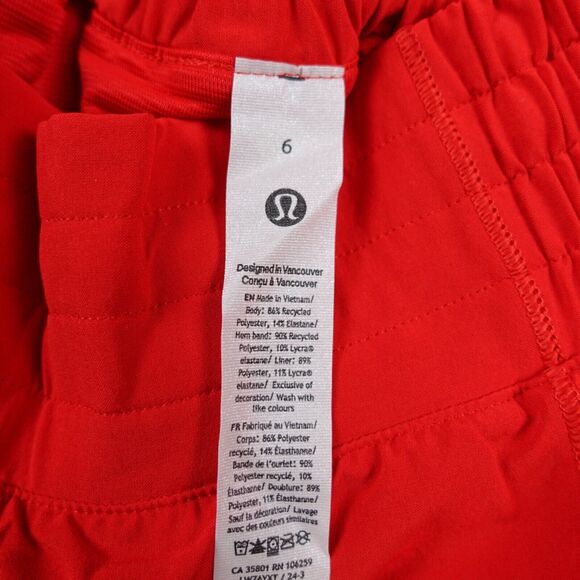 6
Designed in Vancouver
Conçu à Vancouver
EN Made in Vietnam/
Body: 86% Recycled
Polyester, 14% Elastane/
Hem band: 90% Recycled
Polyester, 10% Lycra®
elastane/ Liner: 89%
Polyester, 11% Lycra®
elastane/ Exclusive of
decoration/ Wash with
like colours
FR Fabriqué au Vietnam/
Corps: 86% Polyester
recyclé, 14% Élasthanne/
Bande de l'ourlet: 90%
Polyester recyclé, 10%
Élasthanne/ Doublure: 89%
Polyester, 11% Élasthanne/
Sauf la décoration/ Lavage
avec des couleurs similaires
CA 35801 RN 106259
LW7AYXT / 24-3